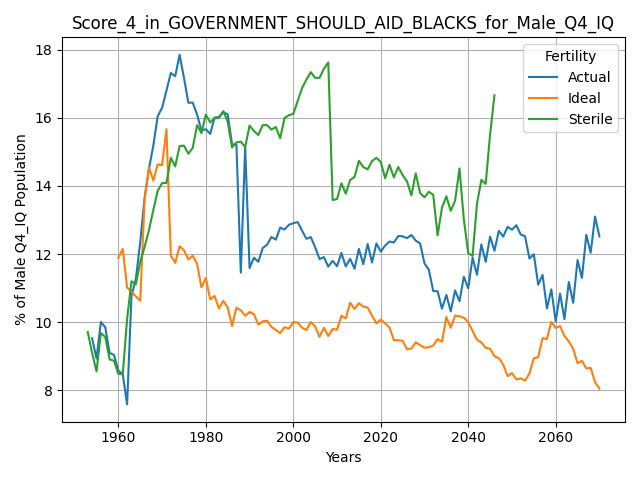 Score_4_in_GOVERNMENT_SHOULD_AID_BLACKS_for_Male_Q4_IQ
Fertility
Actual
Ideal
Sterile
% of Male Q4_IQ Population
18
16
14
12
10
8
1960 1980 2000 2020 2040 2060
Years